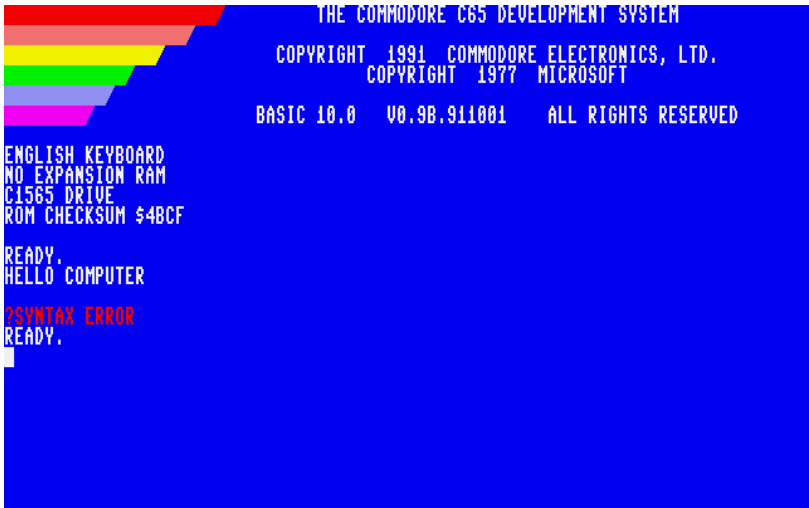 THE COMMODORE C65 DEVELOPMENT SYSTEM
COPYRIGHT 1991 COMMODORE ELECTRONICS, LTD.
COPYRIGHT 1977 MICROSOFT
BASIC 10.0 V0.9B.911001 ALL RIGHTS RESERVED
ENGLISH KEYBOARD
NO EXPANSION RAM
C1565 DRIVE
ROM CHECKSUM $4BCF
READY.
HELLO COMPUTER
?SYNTAX ERROR
READY.